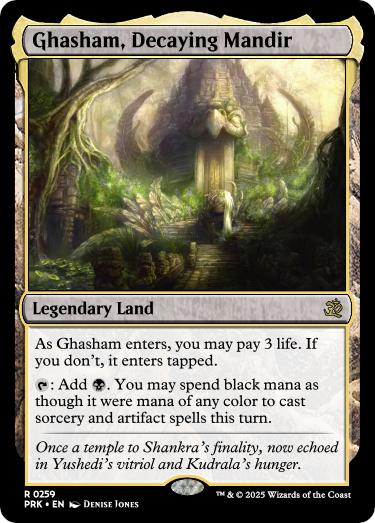 Ghasham, Decaying Mandir
Legendary Land
As Ghasham enters, you may pay 3 life. If
you don't, it enters tapped.
: Add . You may spend black mana as
though it were mana of any color to cast
sorcery and artifact spells this turn.
Once a temple to Shankra's finality, now echoed
in Yushedi's vitriol and Kudrala's hunger.
R 0259
PRK • EN Denise Jones
™ & © 2025 Wizards of the Coast